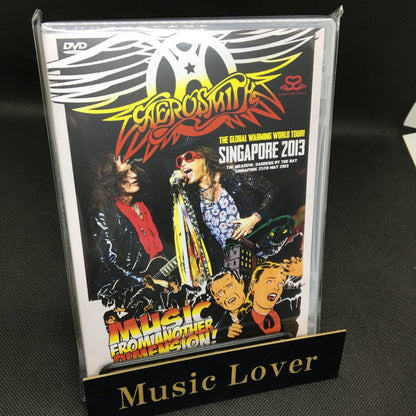 DVD
AEROSMITH
THE GLOBAL WARMING WORLD TOUR!
SINGAPORE 2013
THE MEADOW, GARDENS BY THE BAY
SINGAPORE 25TH MAY 2013
MUSIC
FROM ANOTHER
DIMENSION!
Music Lover